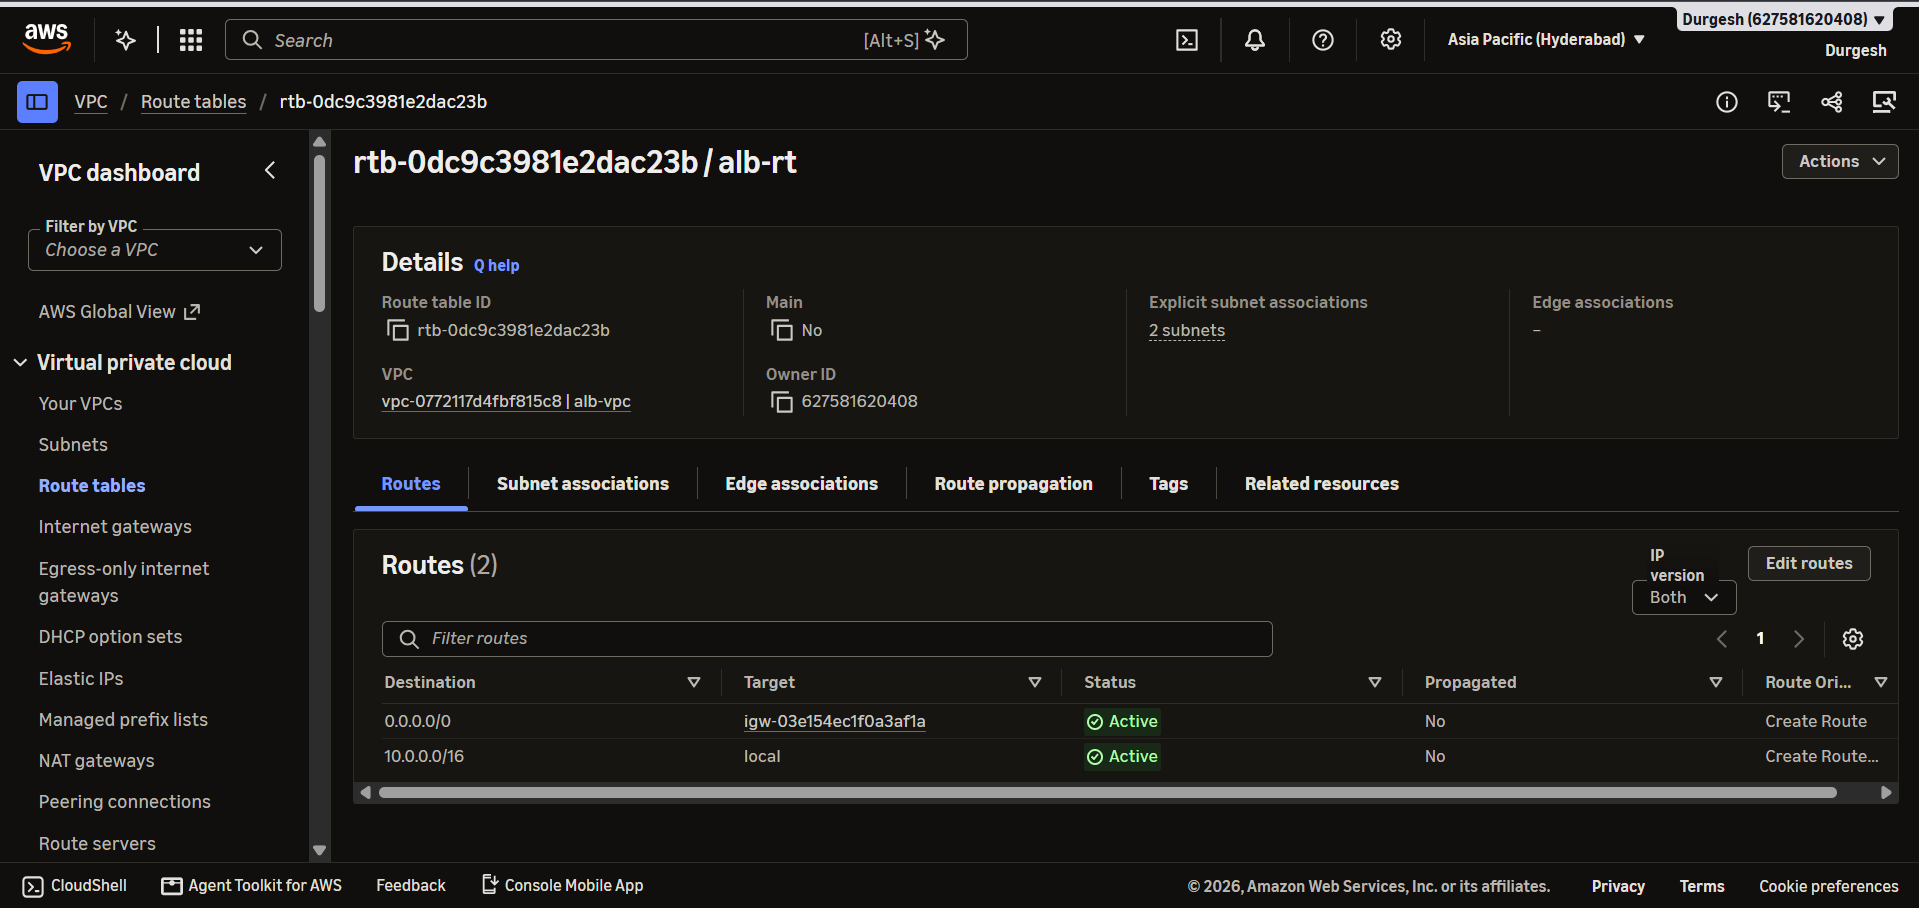 aws
Search
[Alt+S]
Asia Pacific (Hyderabad)
Durgesh (627581620408)
Durgesh
VPC / Route tables / rtb-0dc9c3981e2dac23b
VPC dashboard
Filter by VPC
Choose a VPC
AWS Global View
Virtual private cloud
Your VPCs
Subnets
Route tables
Internet gateways
Egress-only internet
gateways
DHCP option sets
Elastic IPs
Managed prefix lists
NAT gateways
Peering connections
Route servers
rtb-0dc9c3981e2dac23b / alb-rt
Actions
Details Q help
Route table ID
rtb-0dc9c3981e2dac23b
Main
No
Explicit subnet associations
2 subnets
Edge associations
–
VPC
vpc-0772117d4fbf815c8 | alb-vpc
Owner ID
627581620408
Routes
Subnet associations
Edge associations
Route propagation
Tags
Related resources
Routes (2)
IP
version
Both
Edit routes
Filter routes
1
Destination Target Status Propagated Route Ori...
0.0.0.0/0 igw-03e154ec1f0a3af1a Active No Create Route
10.0.0.0/16 local Active No Create Route...
CloudShell Agent Toolkit for AWS Feedback Console Mobile App © 2026, Amazon Web Services, Inc. or its affiliates. Privacy Terms Cookie preferences